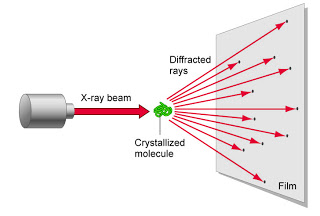 Diffracted
rays
X-ray beam
Crystallized
molecule
Film